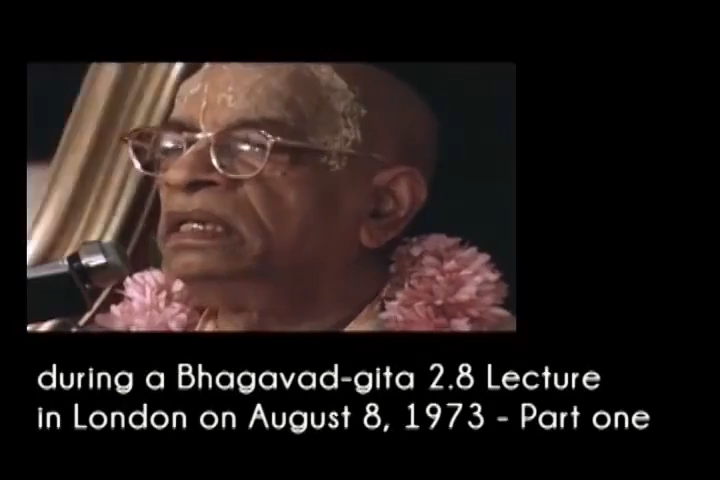 during a Bhagavad-gita 2.8 Lecture
in London on August 8, 1973 - Part one